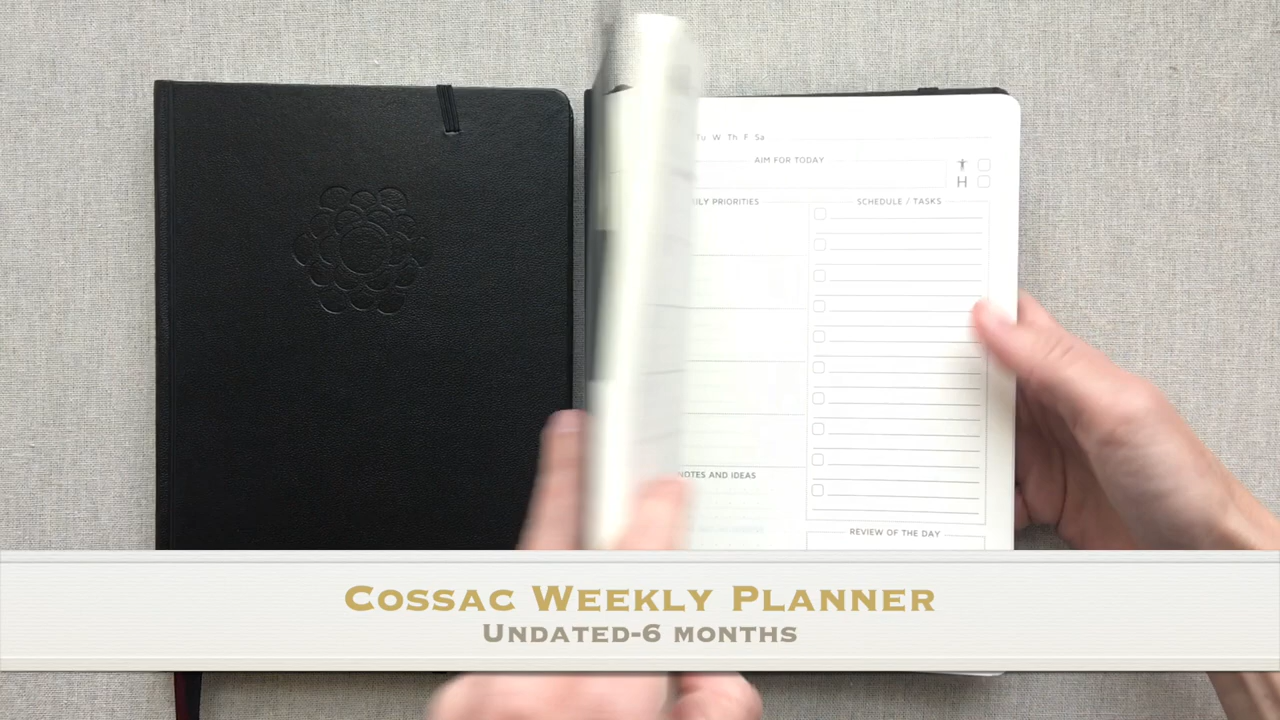 Tu W Th F Sa
AIM FOR TODAY
H
PRIORITIES
SCHEDULE / TASKS
NOTES AND IDEAS
REVIEW OF THE DAY
Cossac Weekly Planner
Undated-6 months